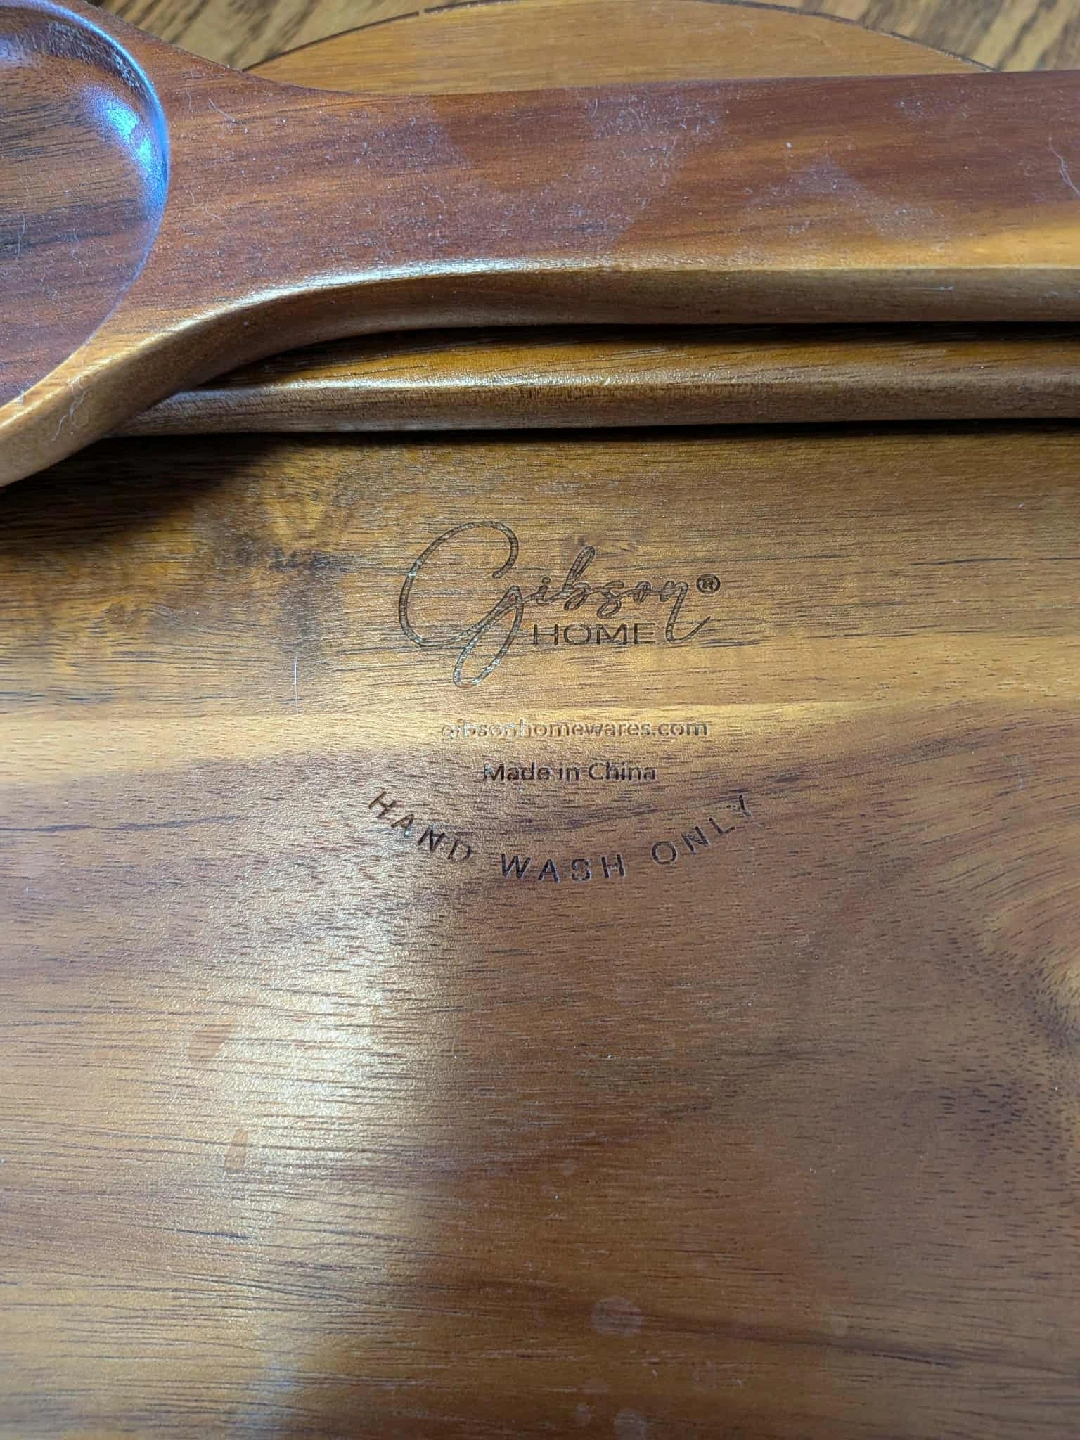 Gibson®
HOME
gibsonhomewares.com
Made in China
HAND WASH ONLY